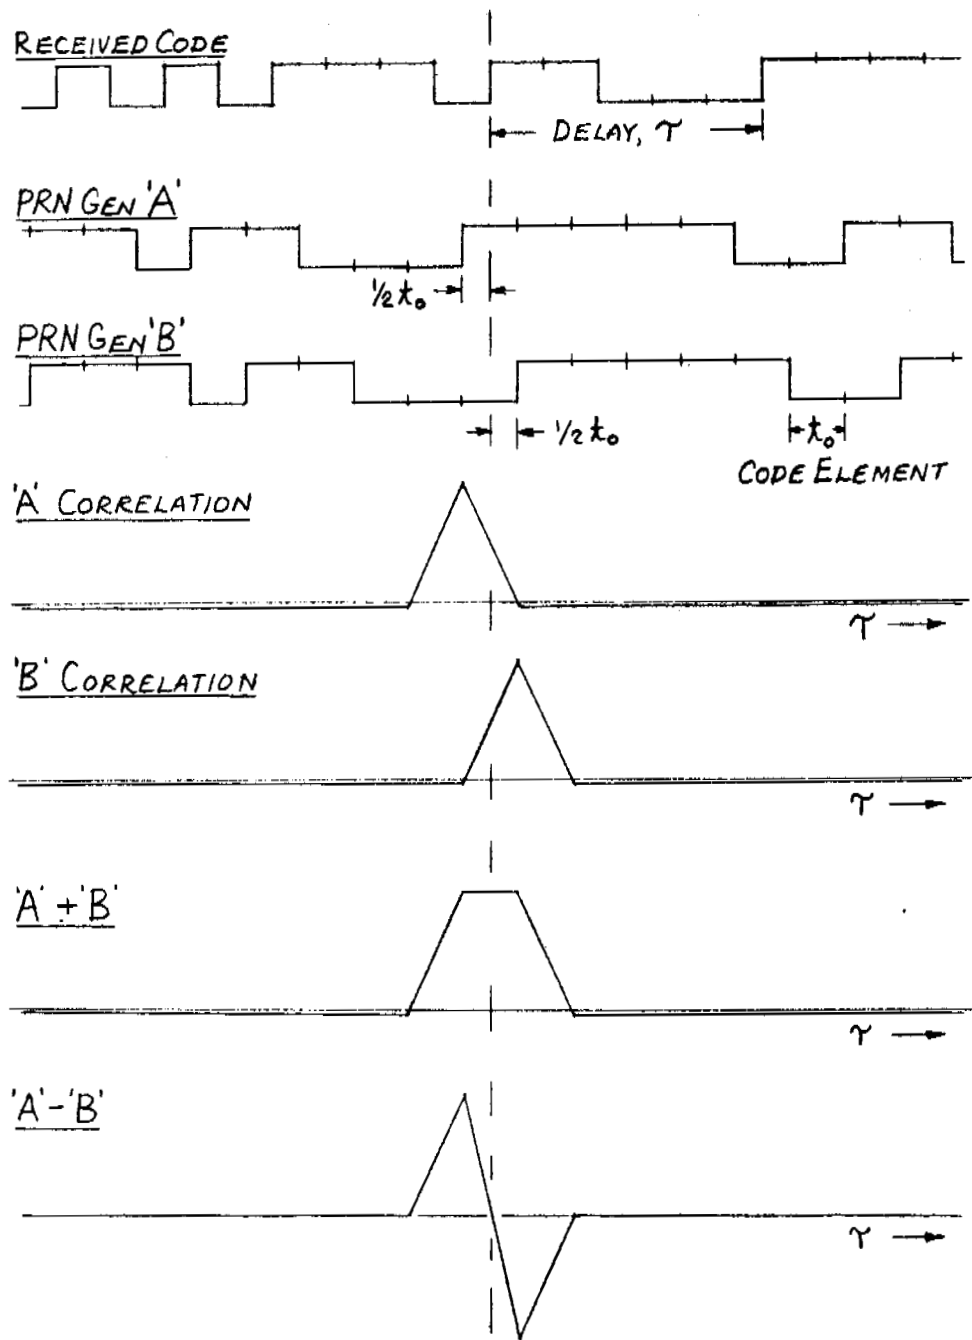 RECEIVED CODE
DELAY, τ
PRN GEN 'A'
1/2 t₀
PRN GEN 'B'
1/2 t₀
t₀
CODE ELEMENT
'A' CORRELATION
τ
'B' CORRELATION
τ
'A' + 'B'
τ
'A' - 'B'
τ